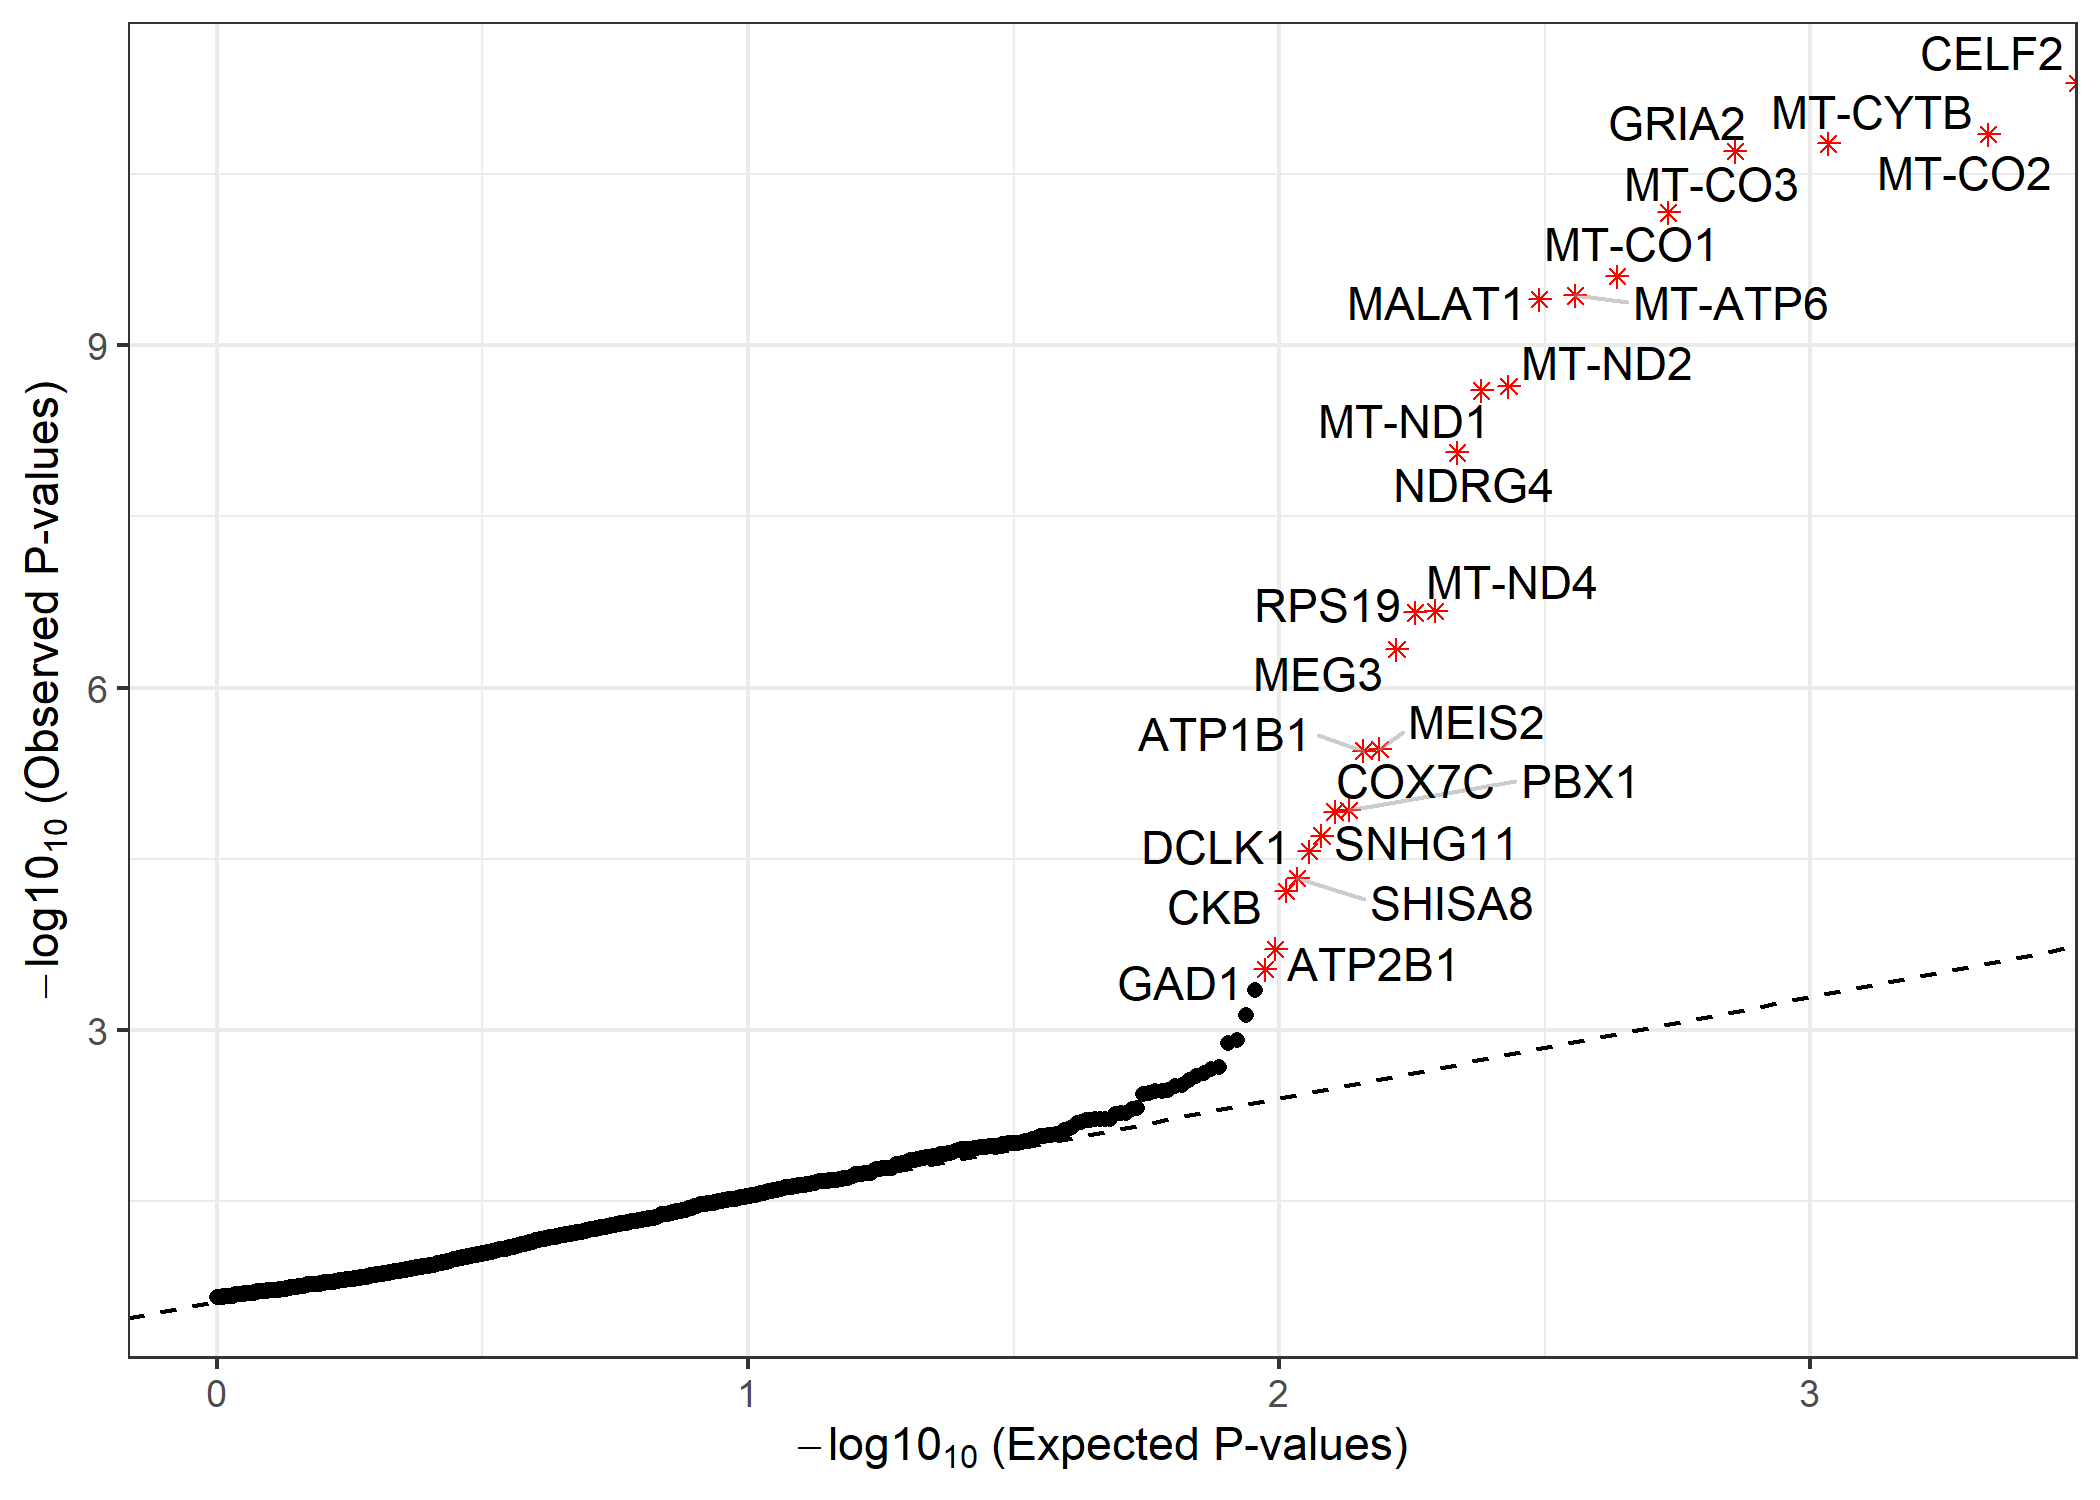 CELF2
MT-CYTB
GRIA2
MT-CO2
MT-CO3
MT-CO1
MALAT1
MT-ATP6
9
MT-ND2
MT-ND1
NDRG4
MT-ND4
RPS19
MEG3
6
MEIS2
ATP1B1
COX7C
PBX1
SNHG11
DCLK1
SHISA8
CKB
ATP2B1
GAD1
3
−log10₁₀ (Observed P-values)
0 1 2 3
−log10₁₀ (Expected P-values)